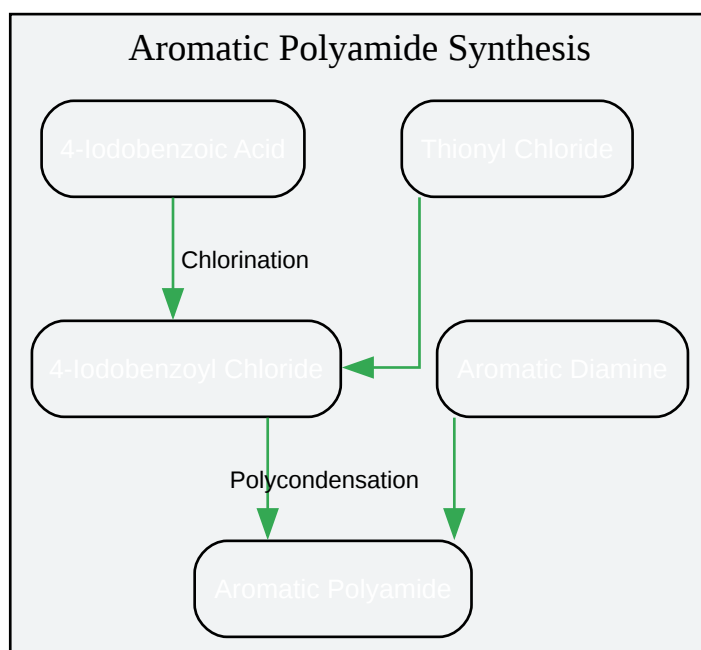 Aromatic Polyamide Synthesis
4-Iodobenzoic Acid
Thionyl Chloride
Chlorination
4-Iodobenzoyl Chloride
Aromatic Diamine
Polycondensation
Aromatic Polyamide